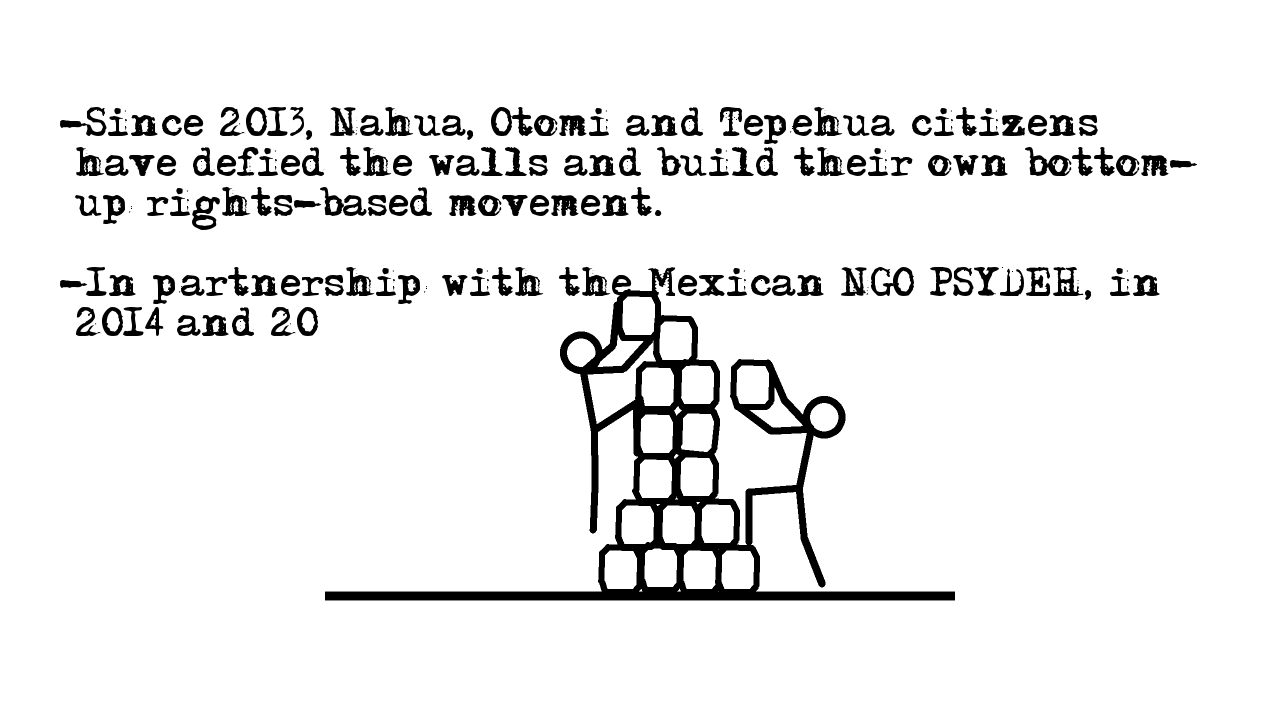 -Since 2013, Nahua, Otomi and Tepehua citizens
have defied the walls and build their own bottom-
up rights-based movement.
-In partnership with the Mexican NGO PSYDEH, in
2014 and 20